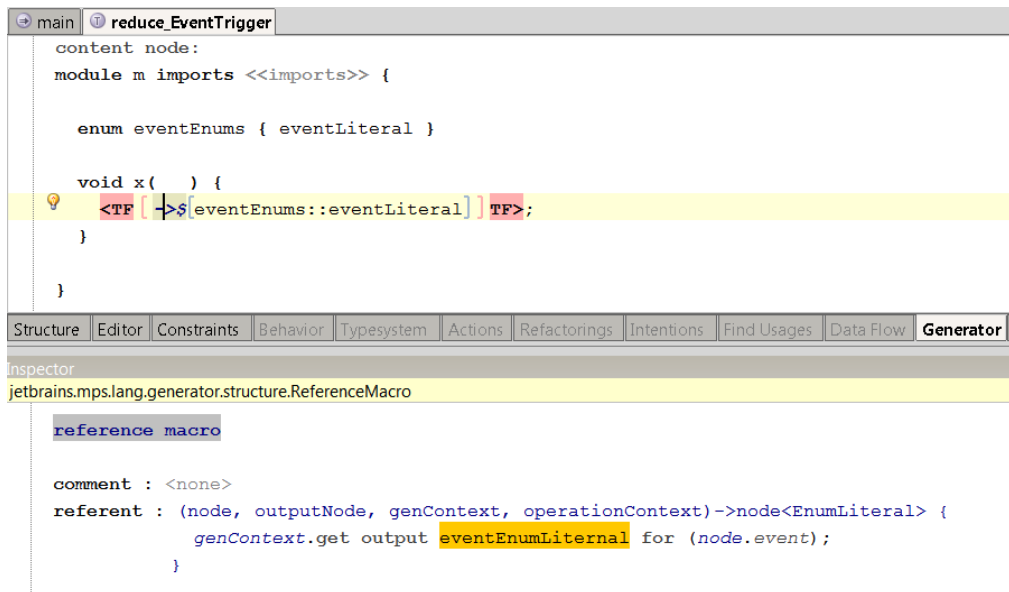 main reduce_EventTrigger
content node:
module m imports <<imports>> {
enum eventEnums { eventLiteral }
void x( ) {
<TF [ ->$[eventEnums::eventLiteral] ] TF>;
}
}
Structure Editor Constraints Behavior Typesystem Actions Refactorings Intentions Find Usages Data Flow Generator
Inspector
jetbrains.mps.lang.generator.structure.ReferenceMacro
reference macro
comment : <none>
referent : (node, outputNode, genContext, operationContext)->node<EnumLiteral> {
genContext.get output eventEnumLiternal for (node.event);
}